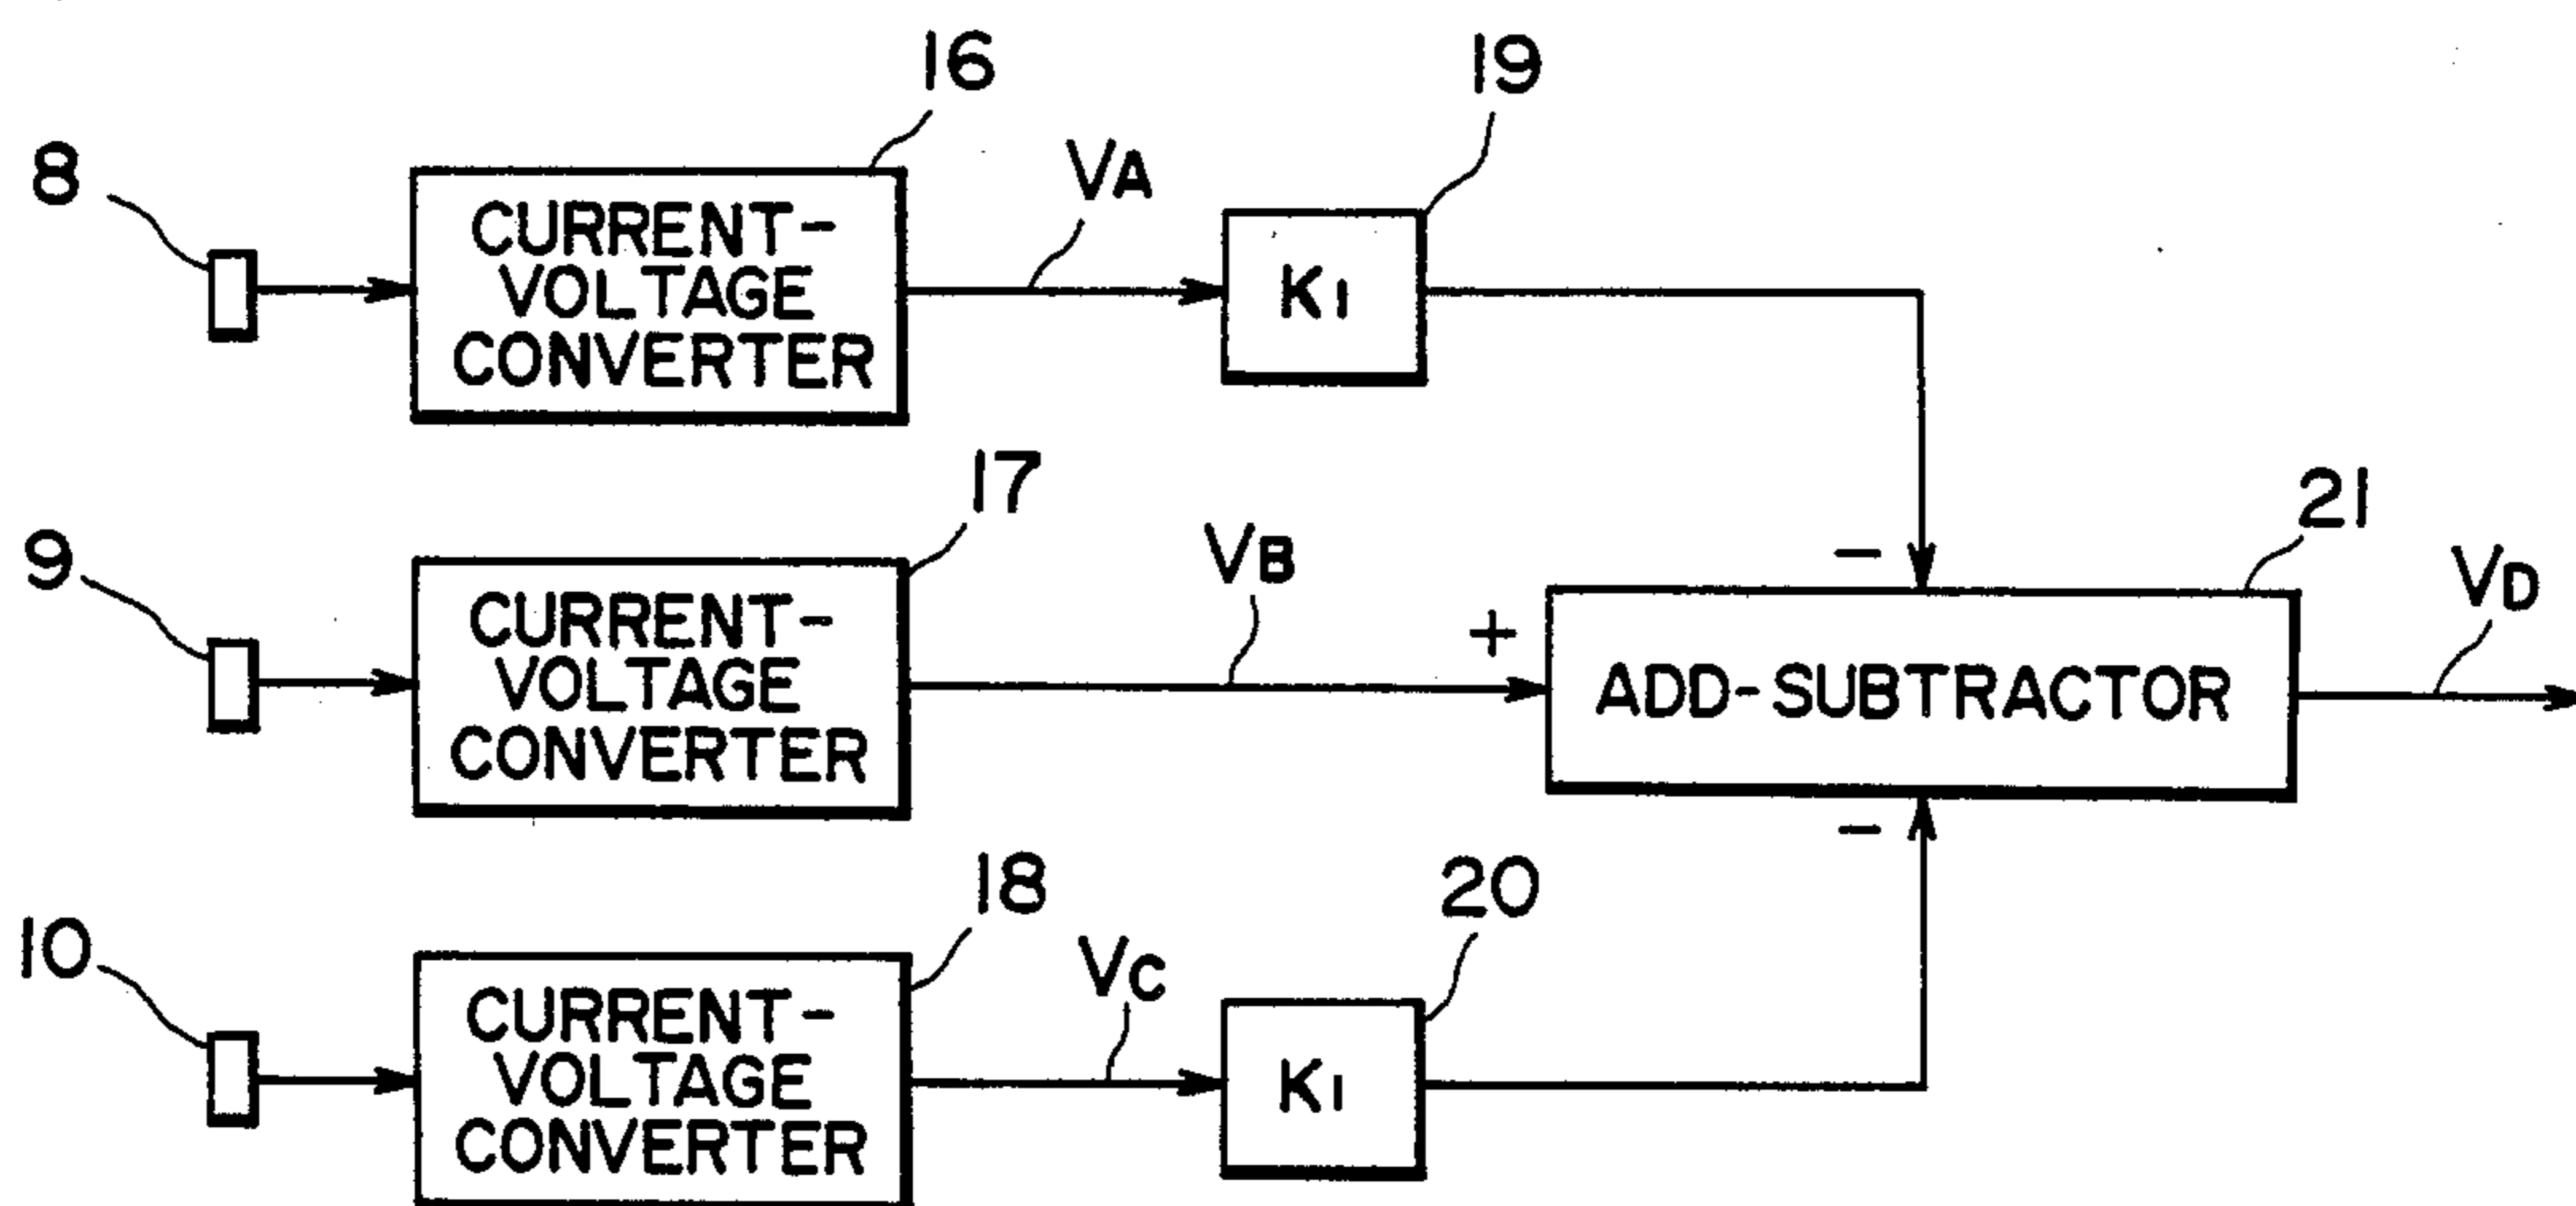 16
19
8
VA
CURRENT-
VOLTAGE
CONVERTER
K1
17
21
9
VB
VD
-
+
CURRENT-
VOLTAGE
CONVERTER
ADD-SUBTRACTOR
-
18
20
10
VC
CURRENT-
VOLTAGE
CONVERTER
K1